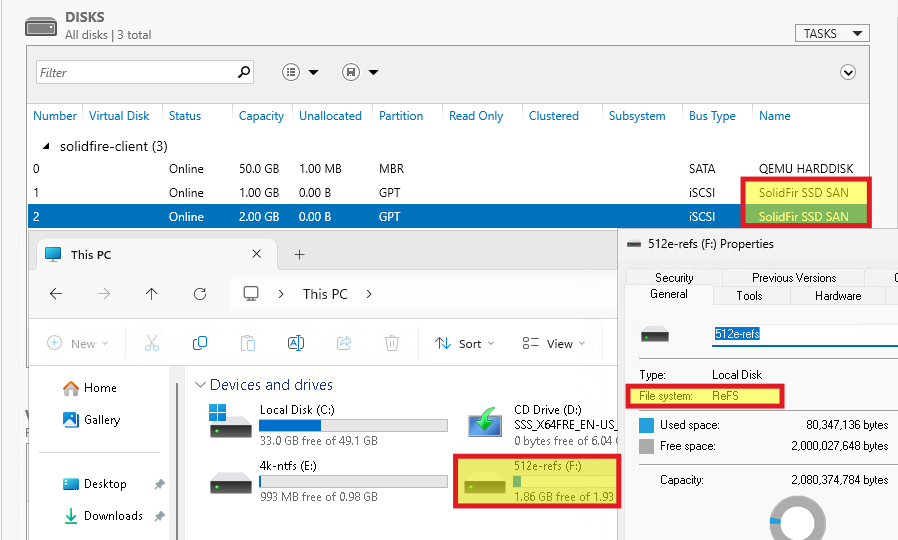 DISKS
All disks | 3 total
TASKS
Filter
Number Virtual Disk Status Capacity Unallocated Partition Read Only Clustered Subsystem Bus Type Name
solidfire-client (3)
0 Online 50.0 GB 1.00 MB MBR SATA QEMU HARDDISK
1 Online 1.00 GB 0.00 B GPT iSCSI SolidFir SSD SAN
2 Online 2.00 GB 0.00 B GPT iSCSI SolidFir SSD SAN
This PC
This PC
New
Sort
View
Home
Gallery
Desktop
Downloads
Devices and drives
Local Disk (C:)
33.0 GB free of 49.1 GB
CD Drive (D:)
SSS_X64FRE_EN-US_
0 bytes free of 6.04
4k-ntfs (E:)
993 MB free of 0.98 GB
512e-refs (F:)
1.86 GB free of 1.93
512e-refs (F:) Properties
Security Previous Versions
General Tools Hardware
512e-refs
Type: Local Disk
File system: ReFS
Used space: 80,347,136 bytes
Free space: 2,000,027,648 bytes
Capacity: 2,080,374,784 bytes